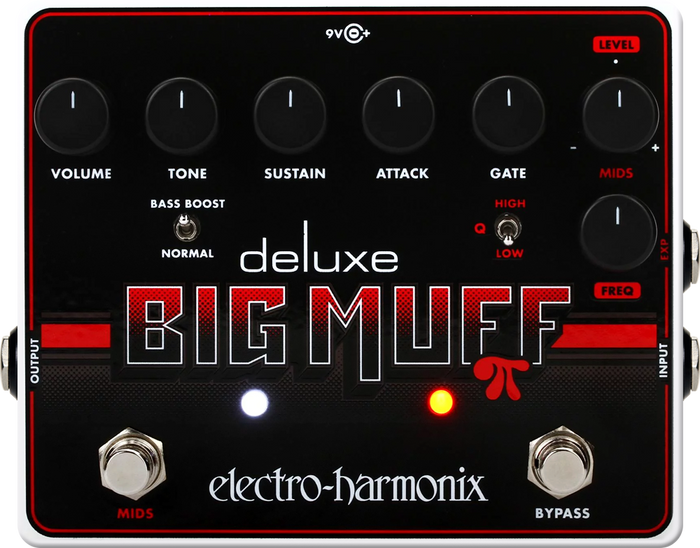 9V +
LEVEL
- +
VOLUME TONE SUSTAIN ATTACK GATE MIDS
BASS BOOST
NORMAL
HIGH
Q
LOW
EXP
FREQ
deluxe
BIG MUFF
π
OUTPUT
INPUT
electro-harmonix
MIDS
BYPASS